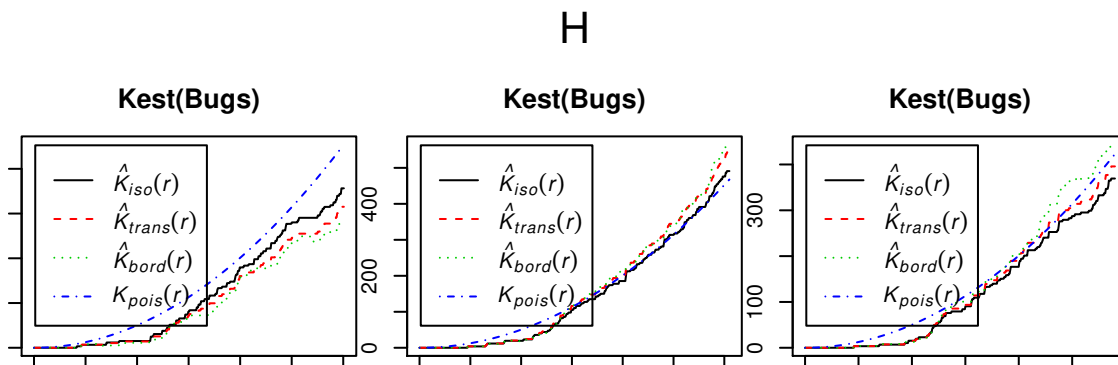 H
Kest(Bugs)
K̂iso(r)
K̂trans(r)
K̂bord(r)
Kpois(r)
Kest(Bugs)
0 200 400
K̂iso(r)
K̂trans(r)
K̂bord(r)
Kpois(r)
Kest(Bugs)
0 100 300
K̂iso(r)
K̂trans(r)
K̂bord(r)
Kpois(r)